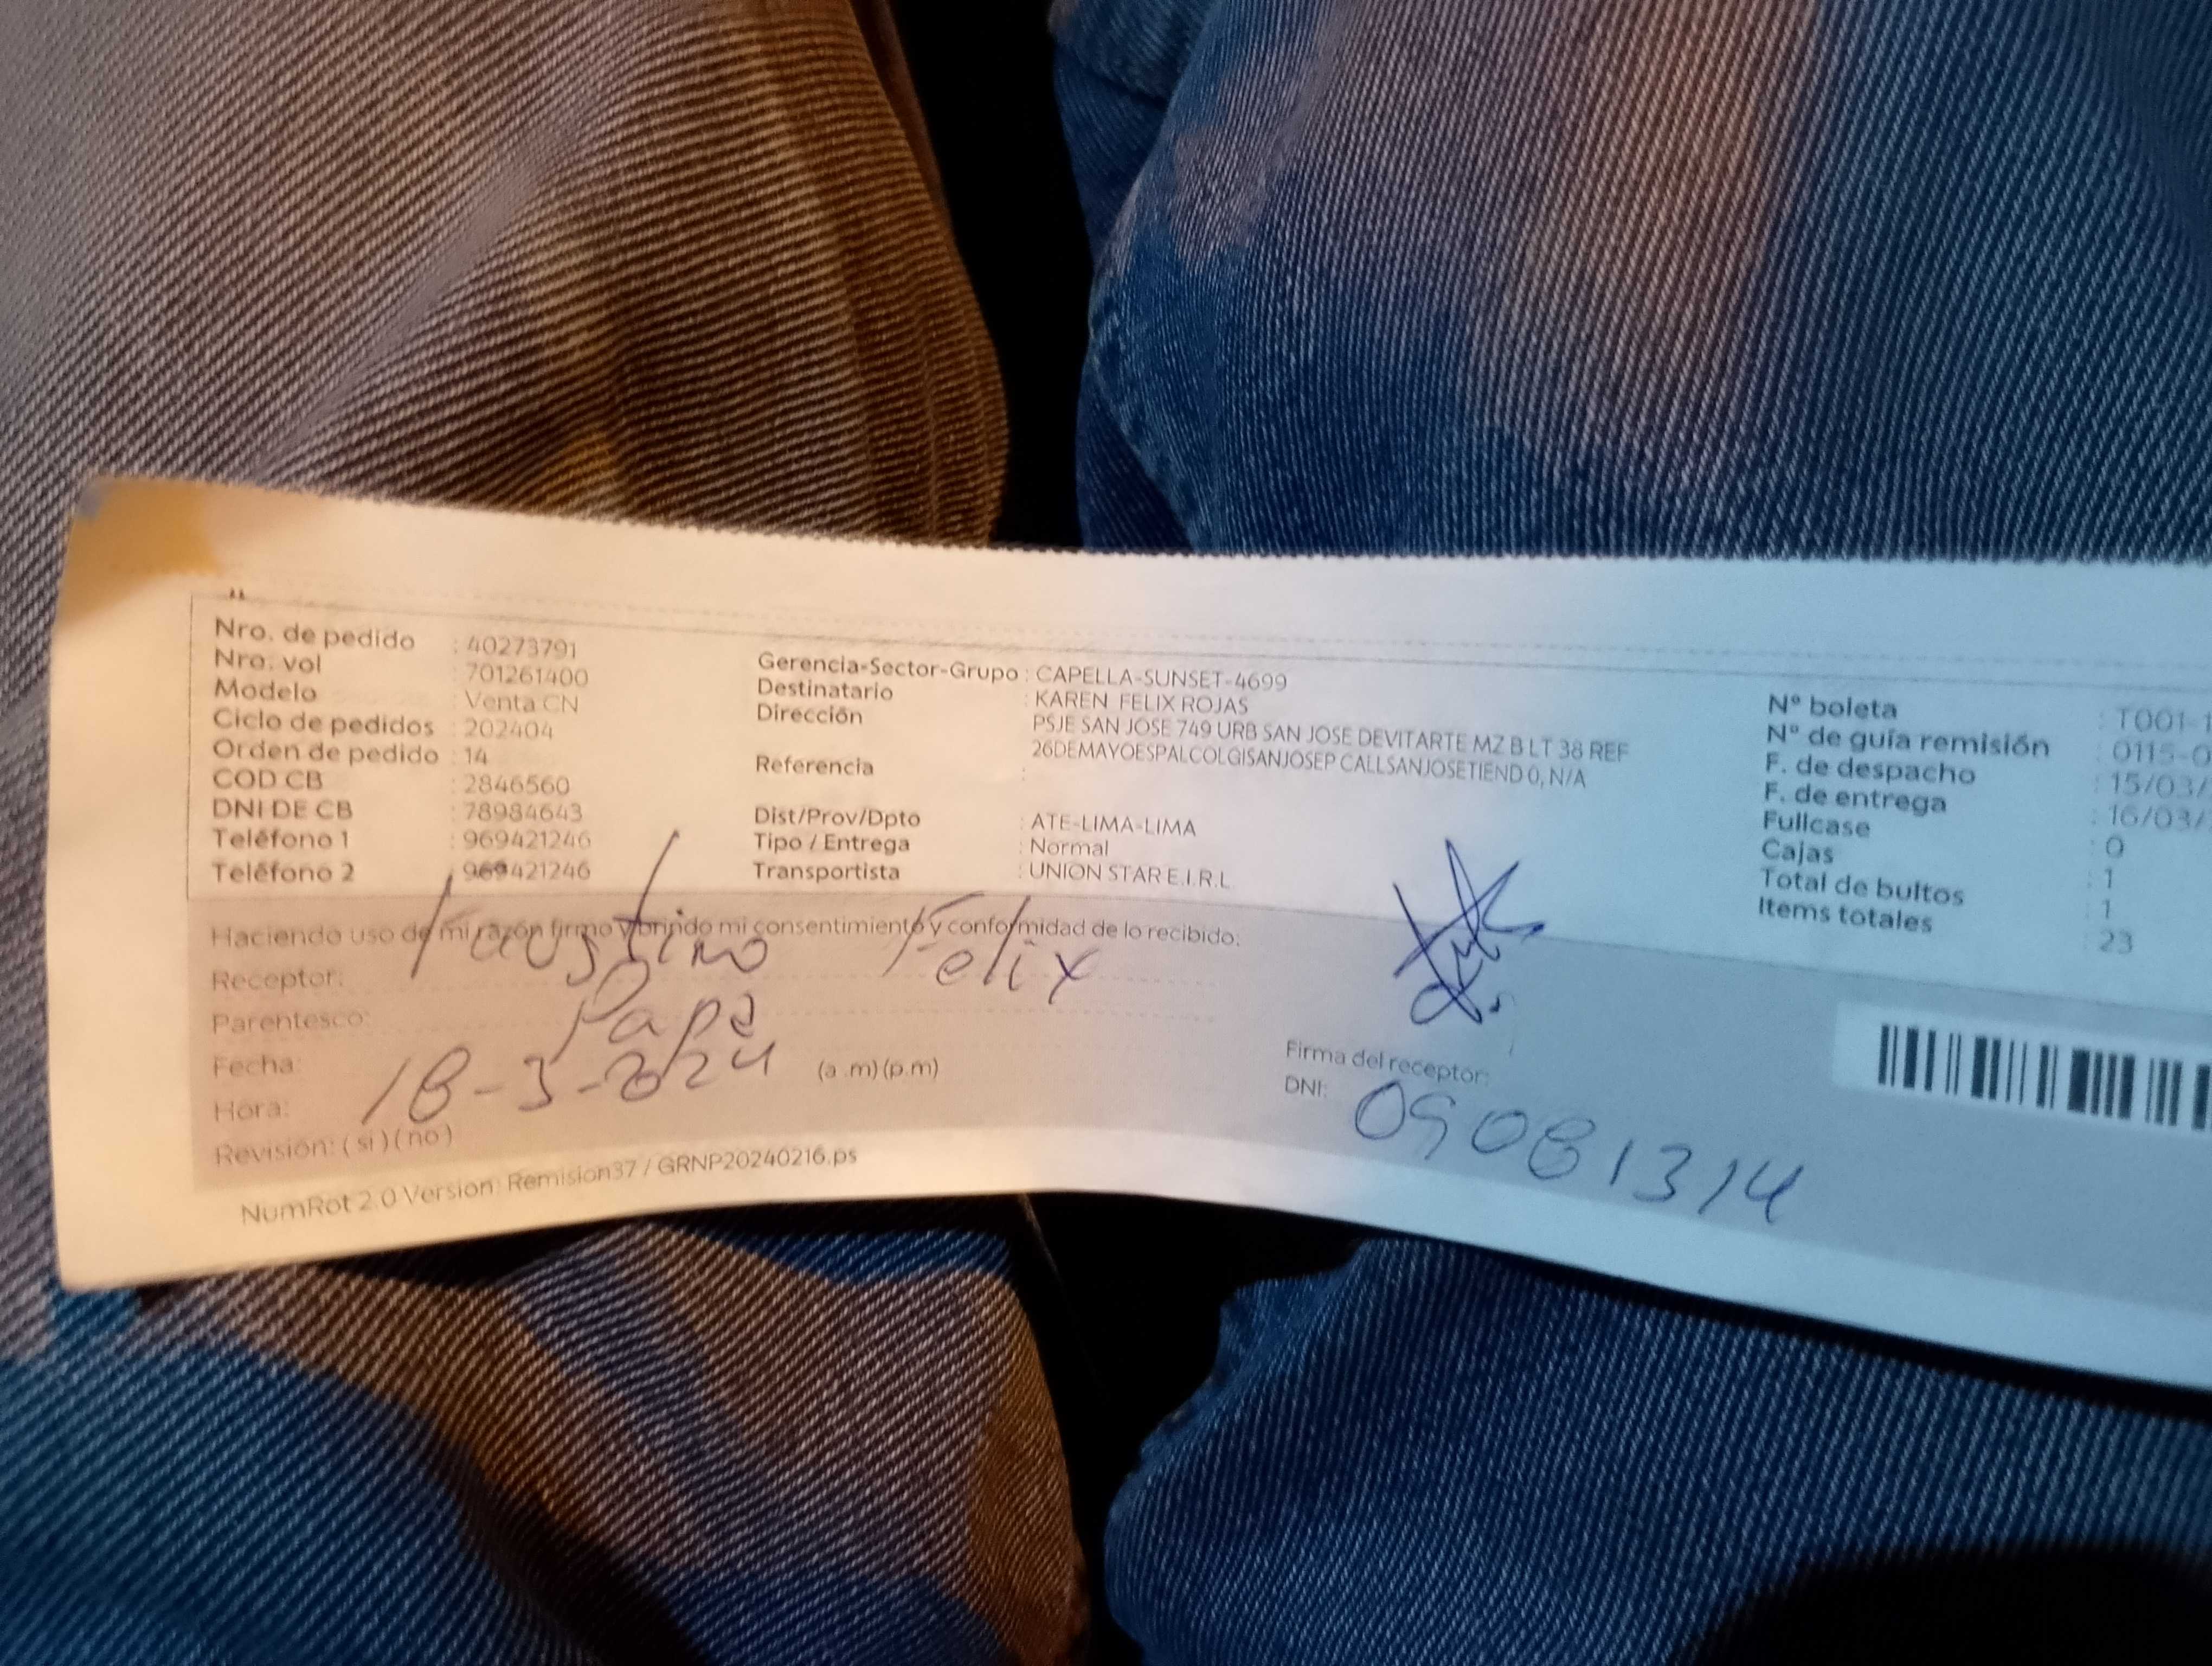 Nro. de pedido : 40273791
Nro. vol : 701261400
Modelo : Venta CN
Ciclo de pedidos : 202404
Orden de pedido : 14
COD CB : 2846560
DNI DE CB : 78984643
Teléfono 1 : 969421246
Teléfono 2 : 969421246
Gerencia-Sector-Grupo : CAPELLA-SUNSET-4699
Destinatario : KAREN FELIX ROJAS
Dirección PSJE SAN JOSE 749 URB SAN JOSE DEVITARTE MZ B LT 38 REF
26DEMAYOESPALCOLGISANJOSEP CALLSANJOSETIEND 0, N/A
Referencia :
Dist/Prov/Dpto : ATE-LIMA-LIMA
Tipo / Entrega : Normal
Transportista : UNION STAR E.I.R.L
N° boleta : T001-1
N° de guía remisión : 0115-0
F. de despacho : 15/03/
F. de entrega : 16/03/
Fullcase : 0
Cajas : 1
Total de bultos : 1
Items totales : 23
Haciendo uso de mi razón firmo y brindo mi consentimiento y conformidad de lo recibido:
Receptor: Faustino Felix
Parentesco: Papa
Fecha: 18-3-2024
Hora: (a .m) (p.m)
Revisión: ( si ) ( no )
Firma del receptor:
DNI: 09081314
NumRot 2.0 Version: Remision37 / GRNP20240216.ps